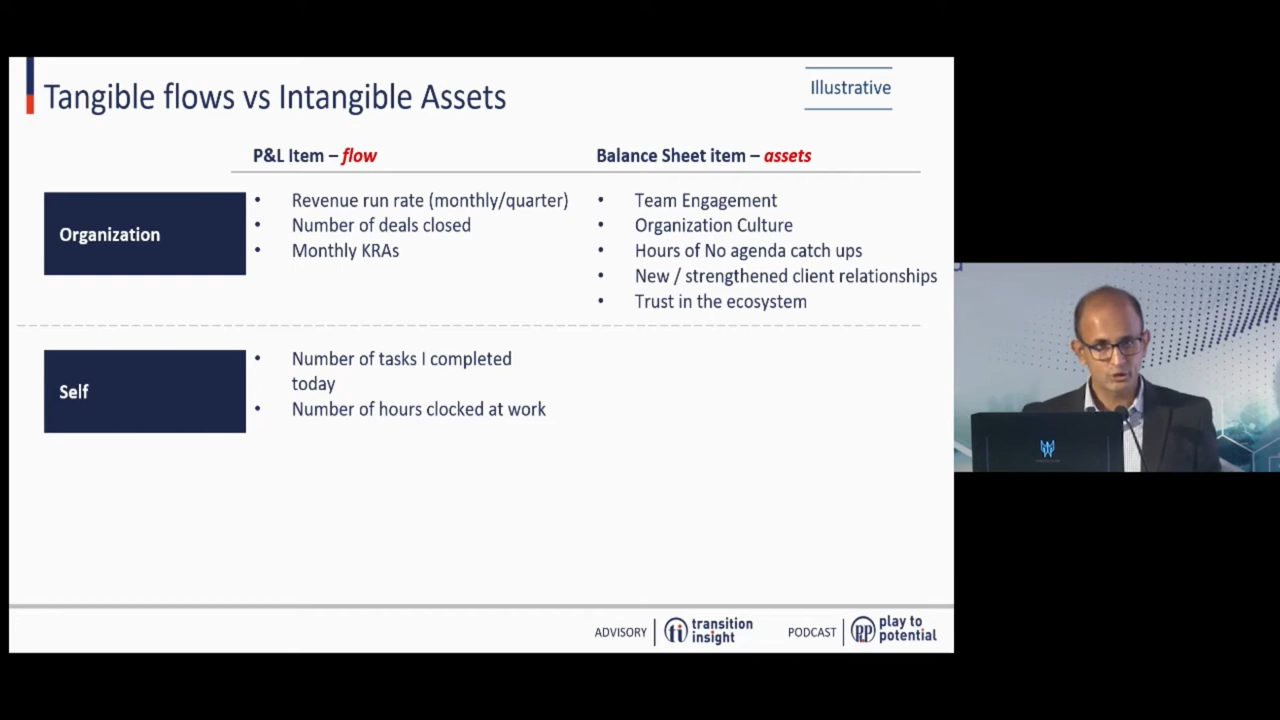 Tangible flows vs Intangible Assets
Illustrative
P&L Item – flow
Balance Sheet item – assets
Organization
• Revenue run rate (monthly/quarter)
• Number of deals closed
• Monthly KRAs
• Team Engagement
• Organization Culture
• Hours of No agenda catch ups
• New / strengthened client relationships
• Trust in the ecosystem
Self
• Number of tasks I completed
today
• Number of hours clocked at work
ADVISORY
ti transition
insight
PODCAST
play to
potential